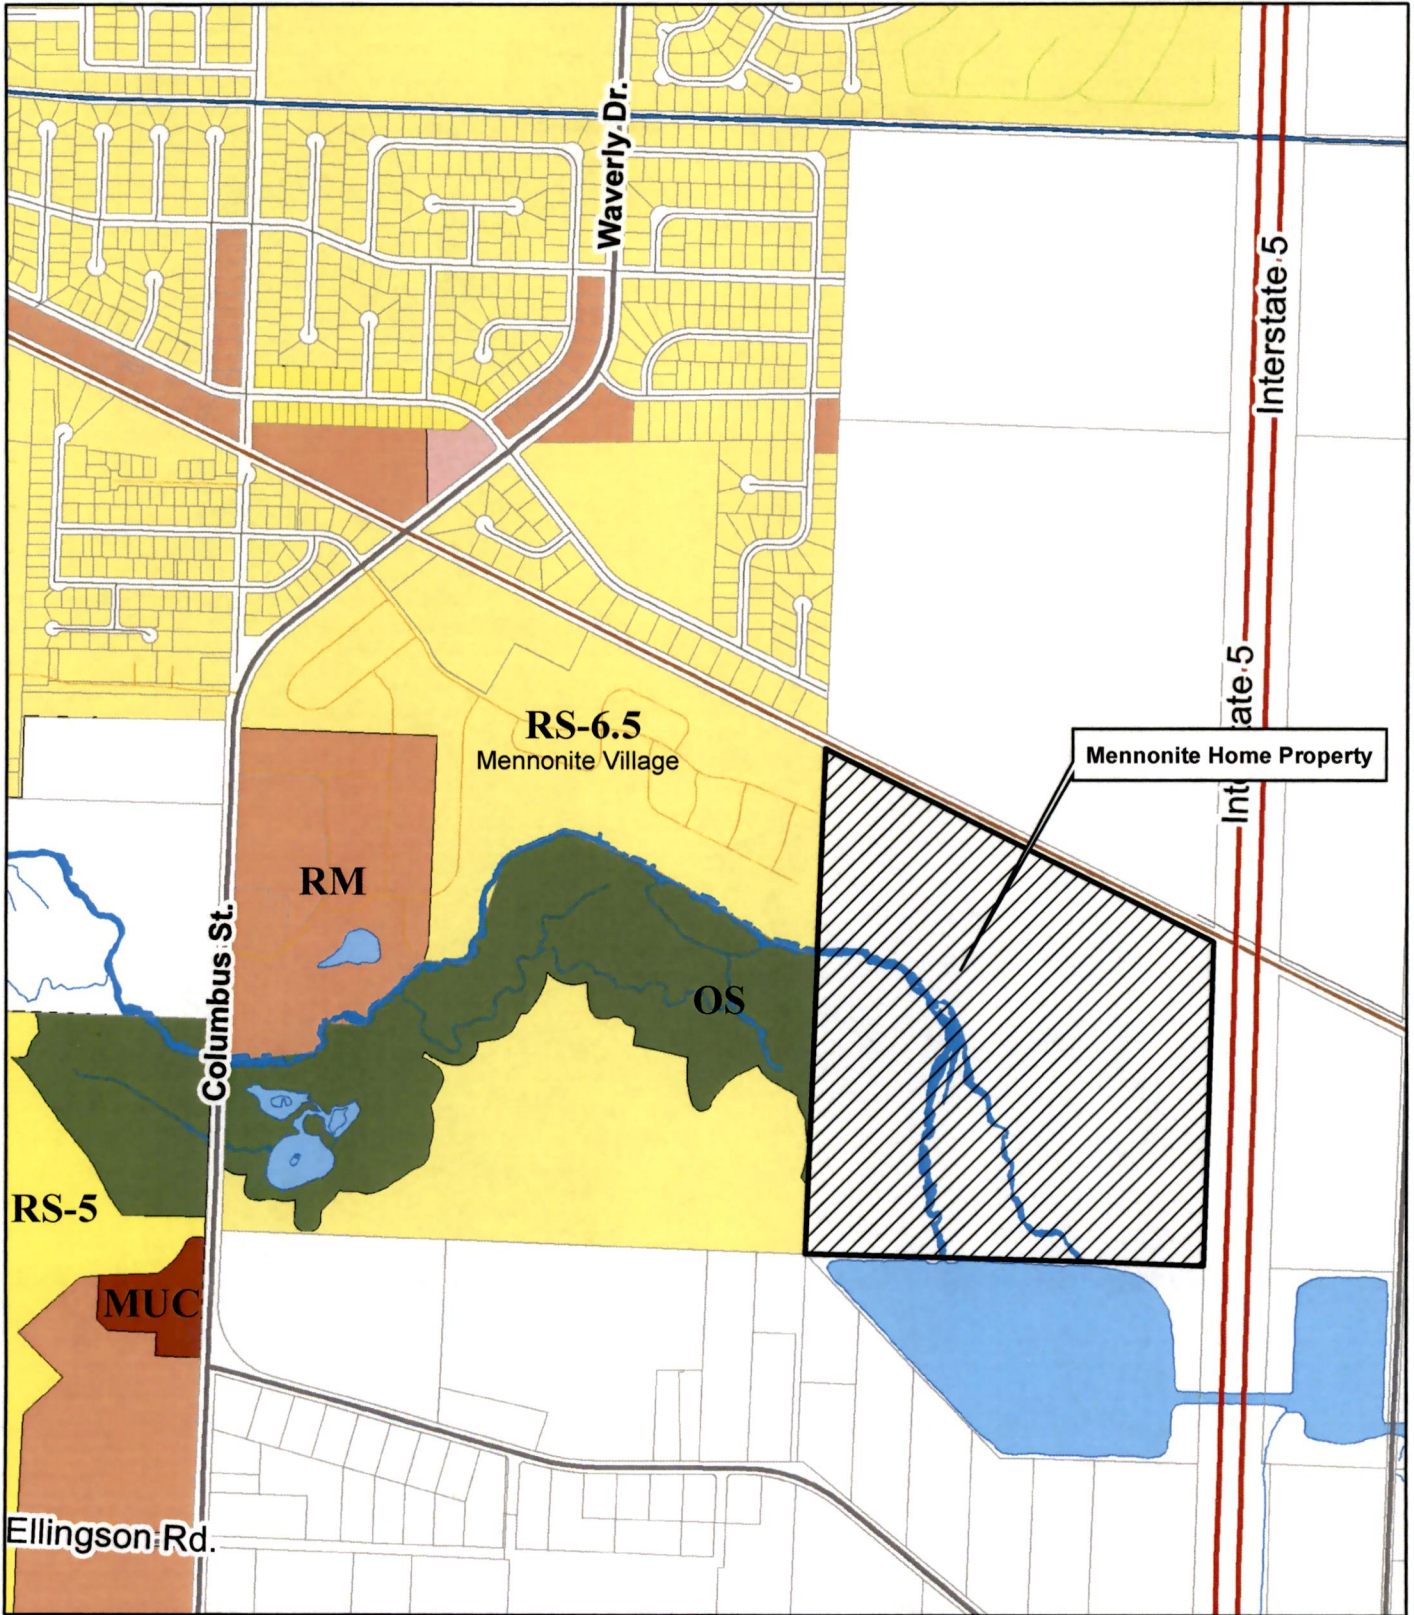 Waverly Dr.
Interstate 5
RS-6.5
Mennonite Village
Interstate 5
Mennonite Home Property
RM
Columbus St.
OS
RS-5
MUC
Ellingson Rd.